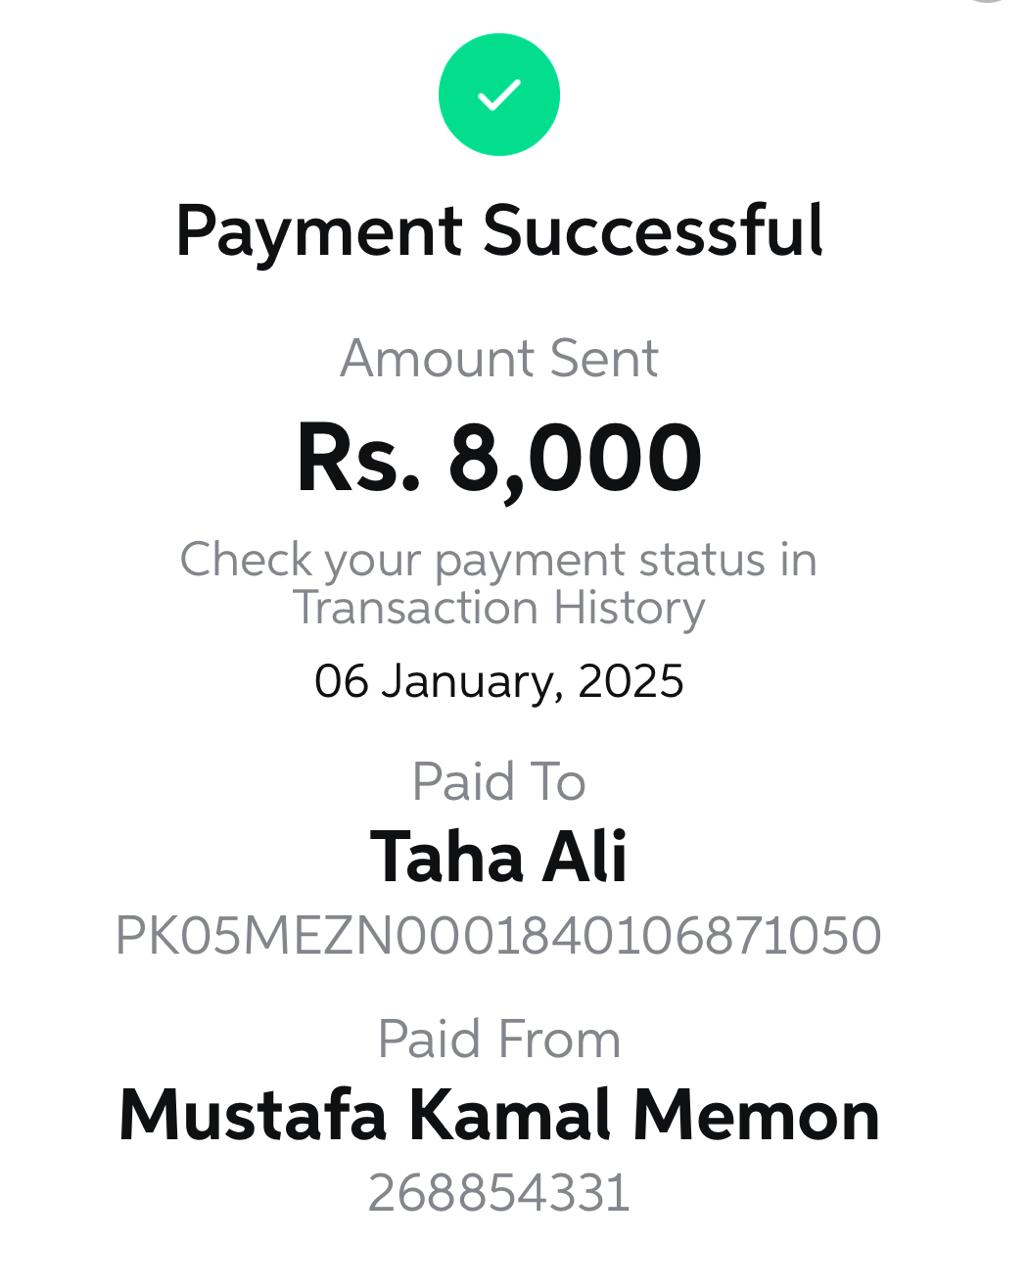 Payment Successful
Amount Sent
Rs. 8,000
Check your payment status in
Transaction History
06 January, 2025
Paid To
Taha Ali
PK05MEZN0001840106871050
Paid From
Mustafa Kamal Memon
268854331